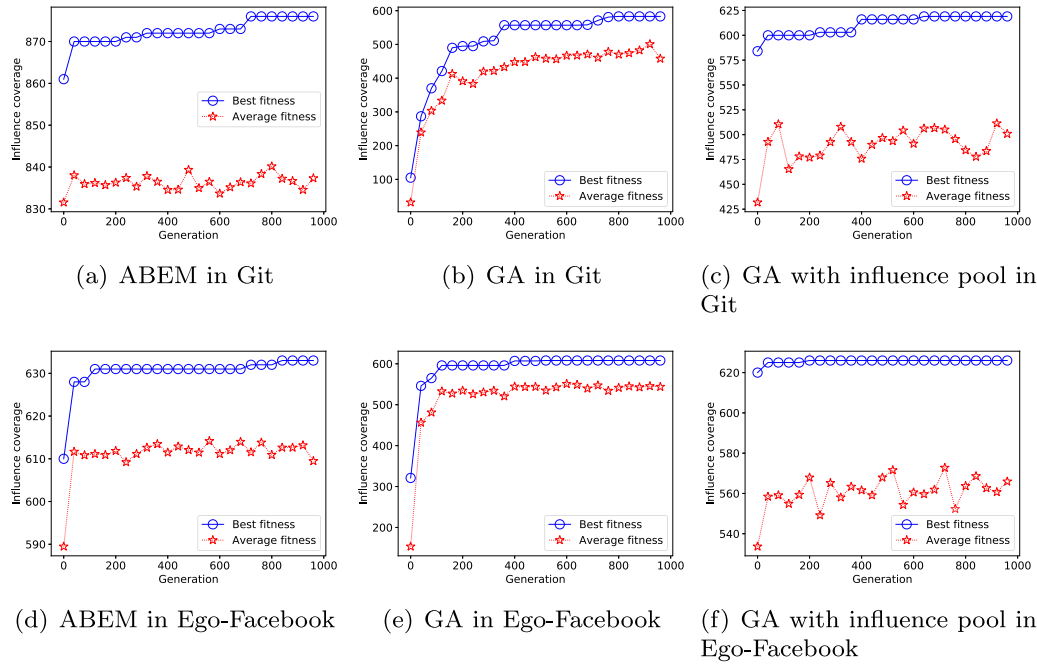 870
860
850
840
830
Influence coverage
Best fitness
Average fitness
0 200 400 600 800 1000
Generation
(a) ABEM in Git
600
500
400
300
200
100
Influence coverage
Best fitness
Average fitness
0 200 400 600 800 1000
Generation
(b) GA in Git
625
600
575
550
525
500
475
450
425
Influence coverage
Best fitness
Average fitness
0 200 400 600 800 1000
Generation
(c) GA with influence pool in
Git
630
620
610
600
590
Influence coverage
Best fitness
Average fitness
0 200 400 600 800 1000
Generation
(d) ABEM in Ego-Facebook
600
500
400
300
200
Influence coverage
Best fitness
Average fitness
0 200 400 600 800 1000
Generation
(e) GA in Ego-Facebook
620
600
580
560
540
Influence coverage
Best fitness
Average fitness
0 200 400 600 800 1000
Generation
(f) GA with influence pool in
Ego-Facebook